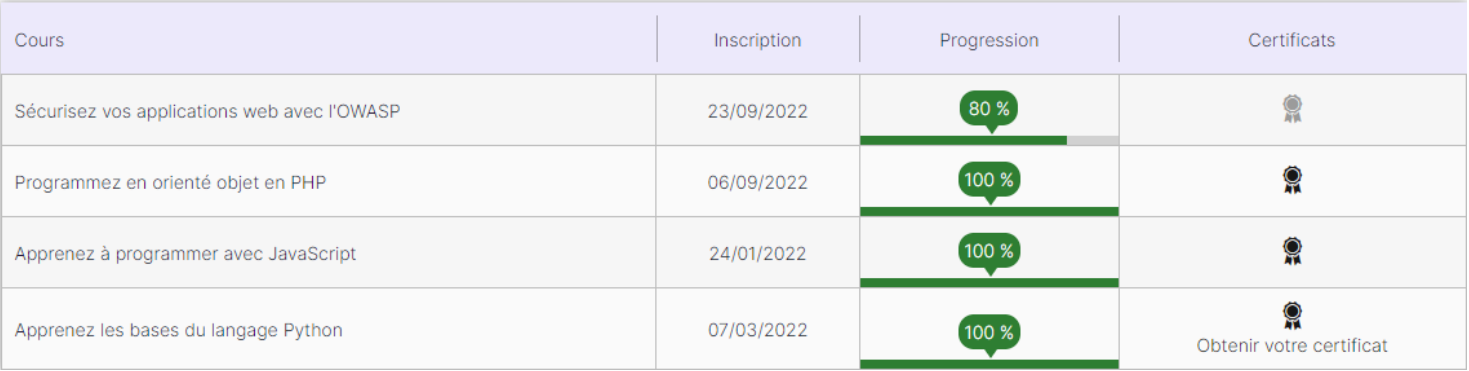 Cours Inscription Progression Certificats
Sécurisez vos applications web avec l'OWASP 23/09/2022 80 %
Programmez en orienté objet en PHP 06/09/2022 100 %
Apprenez à programmer avec JavaScript 24/01/2022 100 %
Apprenez les bases du langage Python 07/03/2022 100 %
Obtenir votre certificat